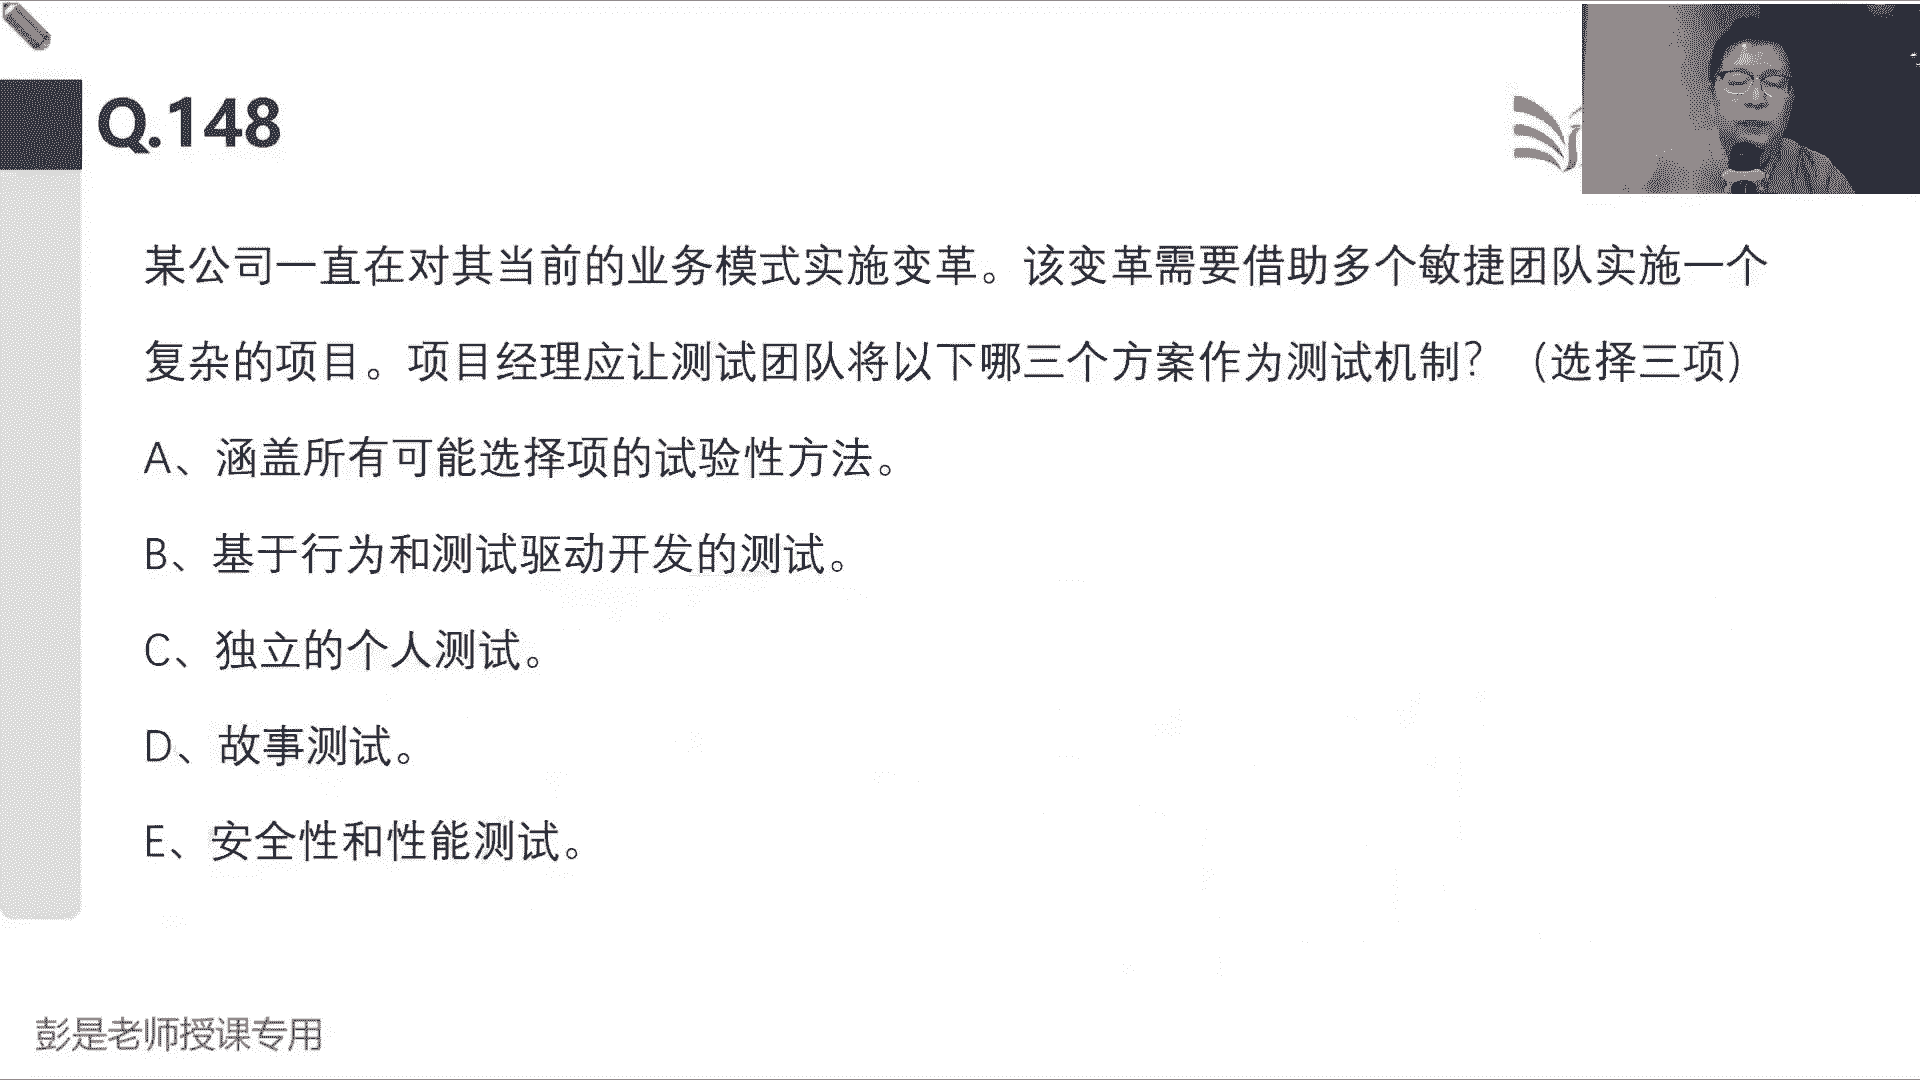 Q.148
某公司一直在对其当前的业务模式实施变革。该变革需要借助多个敏捷团队实施一个
复杂的项目。项目经理应让测试团队将以下哪三个方案作为测试机制？（选择三项）
A、涵盖所有可能选择项的试验性方法。
B、基于行为和测试驱动开发的测试。
C、独立的个人测试。
D、故事测试。
E、安全性和性能测试。
彭是老师授课专用